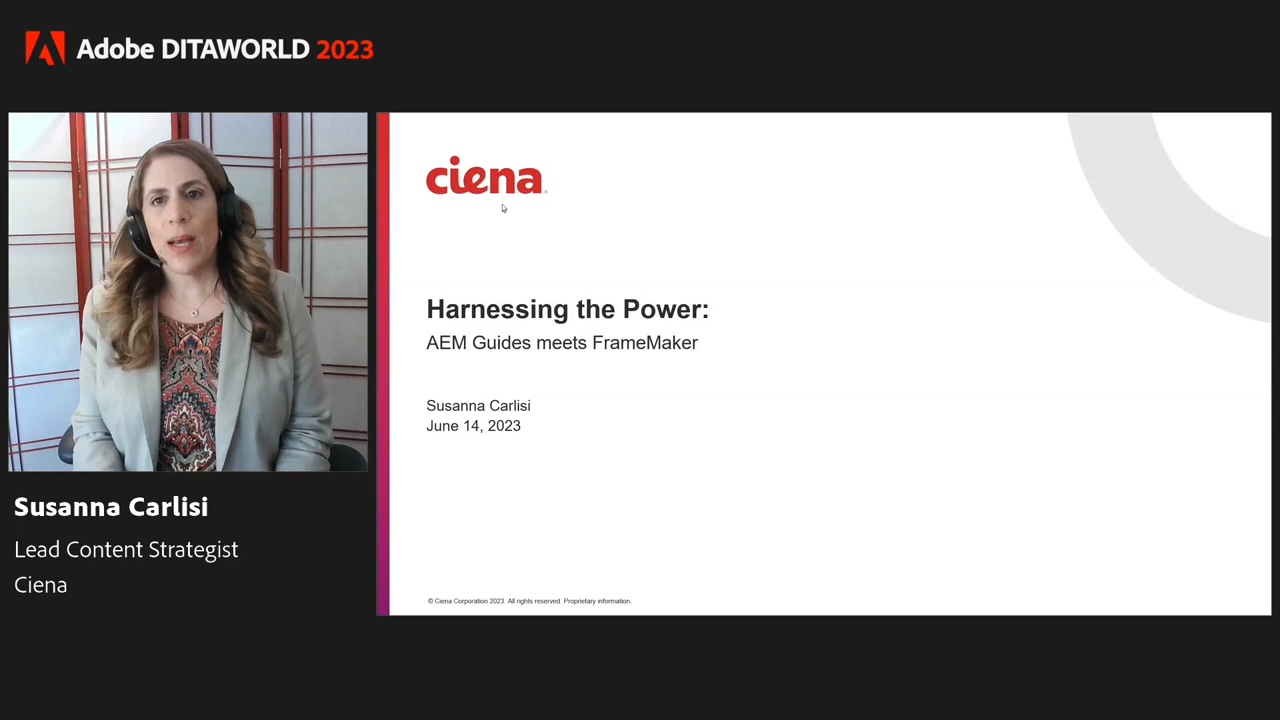 Adobe DITAWORLD 2023
ciena
Harnessing the Power:
AEM Guides meets FrameMaker
Susanna Carlisi
June 14, 2023
Susanna Carlisi
Lead Content Strategist
Ciena
© Ciena Corporation 2023. All rights reserved. Proprietary information.